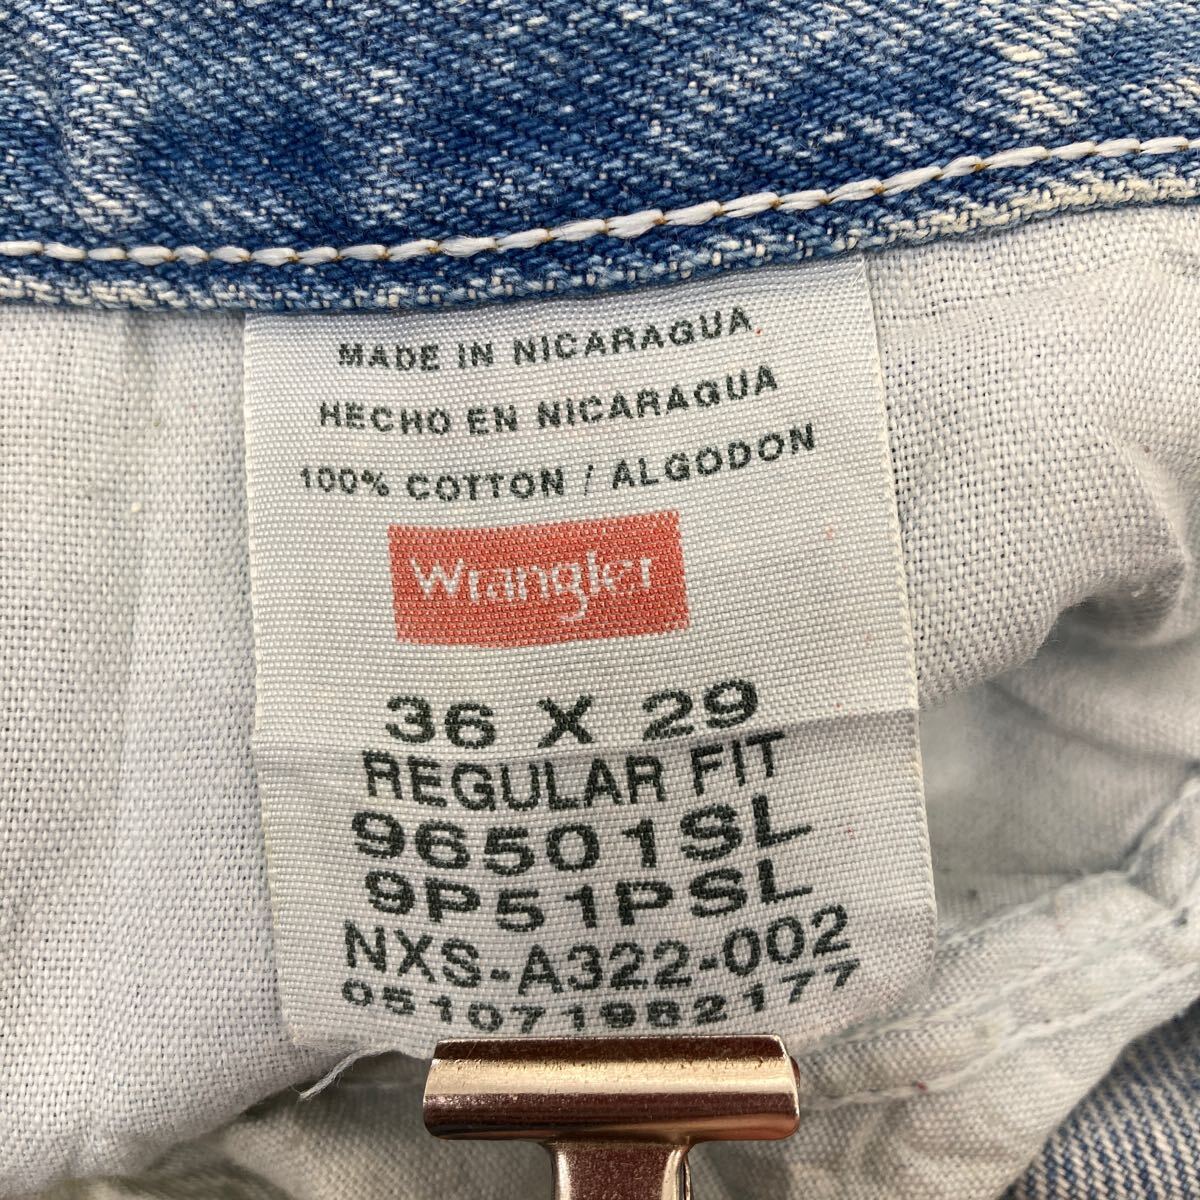 MADE IN NICARAGUA
HECHO EN NICARAGUA
100% COTTON / ALGODON
Wrangler
36 X 29
REGULAR FIT
96501SL
9P51PSL
NXS-A322-002
051071982177